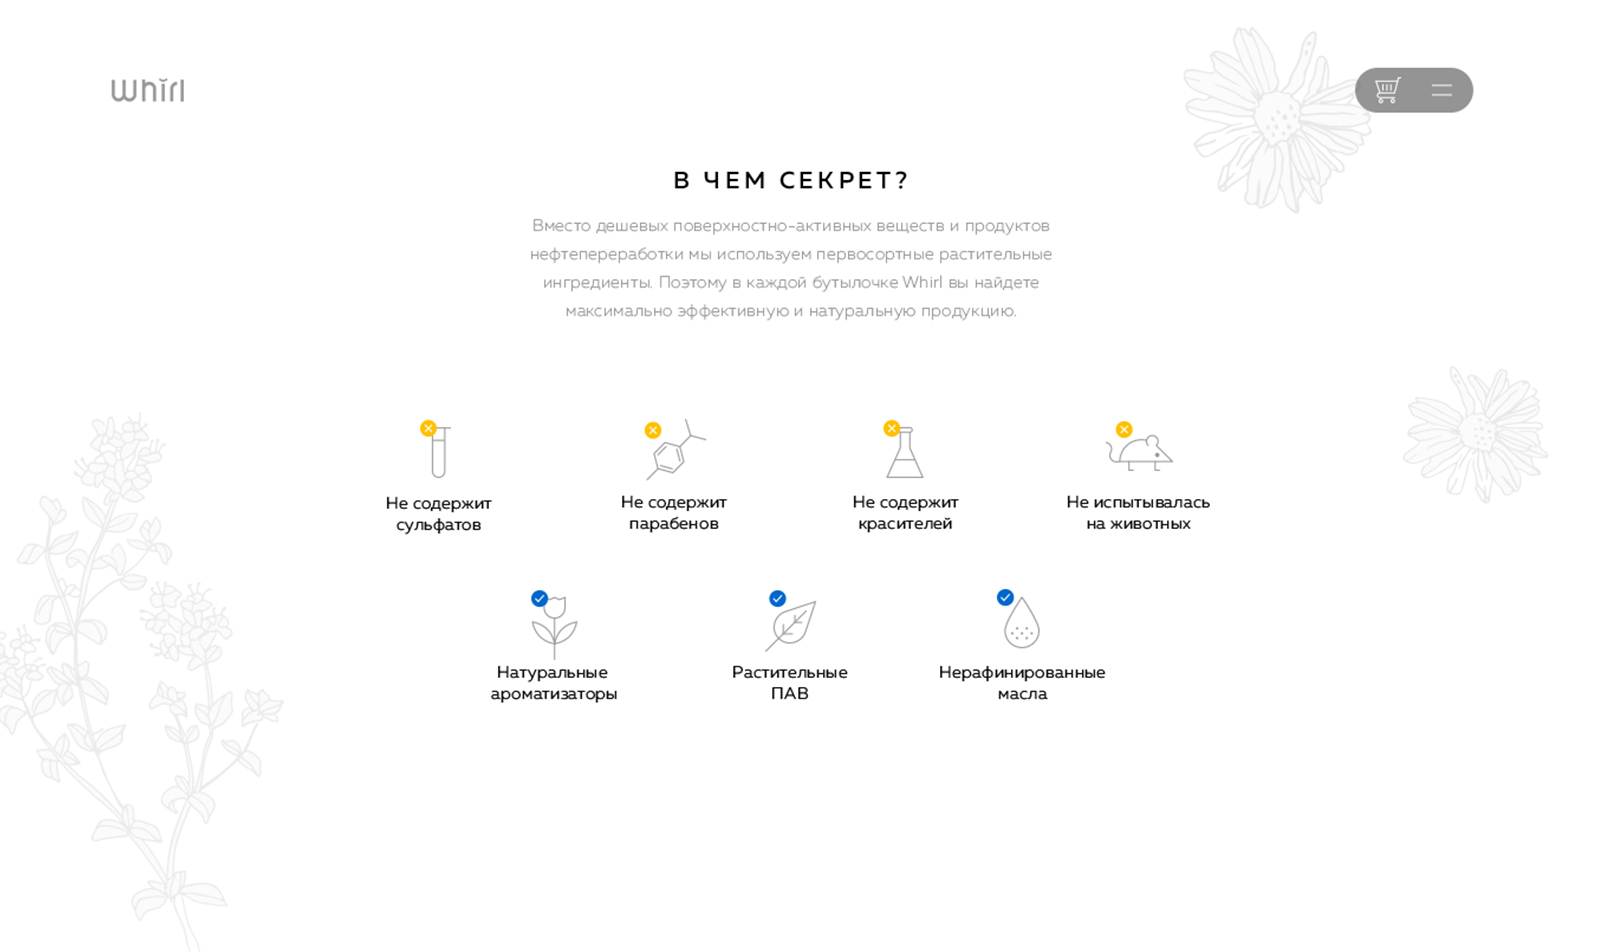 Whirl
В ЧЕМ СЕКРЕТ?
Вместо дешевых поверхностно-активных веществ и продуктов
нефтепереработки мы используем первосортные растительные
ингредиенты. Поэтому в каждой бутылочке Whirl вы найдете
максимально эффективную и натуральную продукцию.
Не содержит
сульфатов
Не содержит
парабенов
Не содержит
красителей
Не испытывалась
на животных
Натуральные
ароматизаторы
Растительные
ПАВ
Нерафинированные
масла